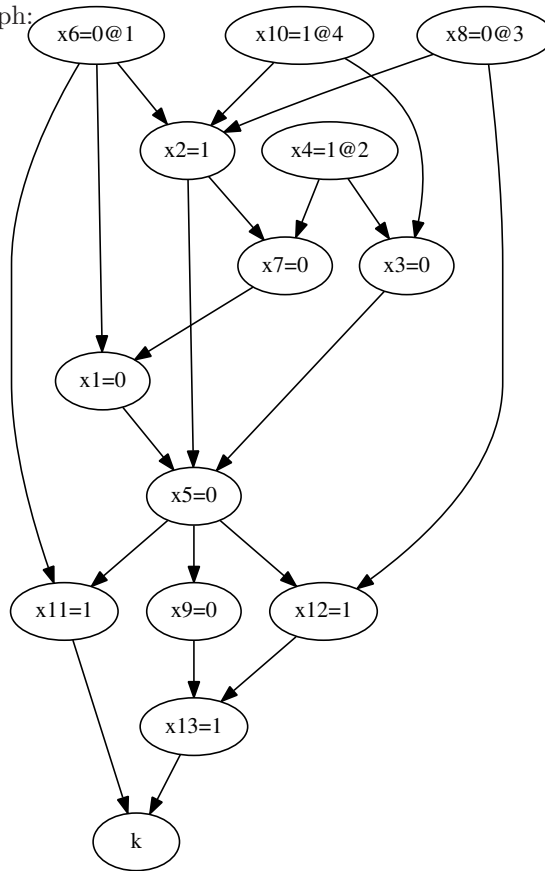 ph:
x6=0@1
x10=1@4
x8=0@3
x2=1
x4=1@2
x7=0
x3=0
x1=0
x5=0
x11=1
x9=0
x12=1
x13=1
k